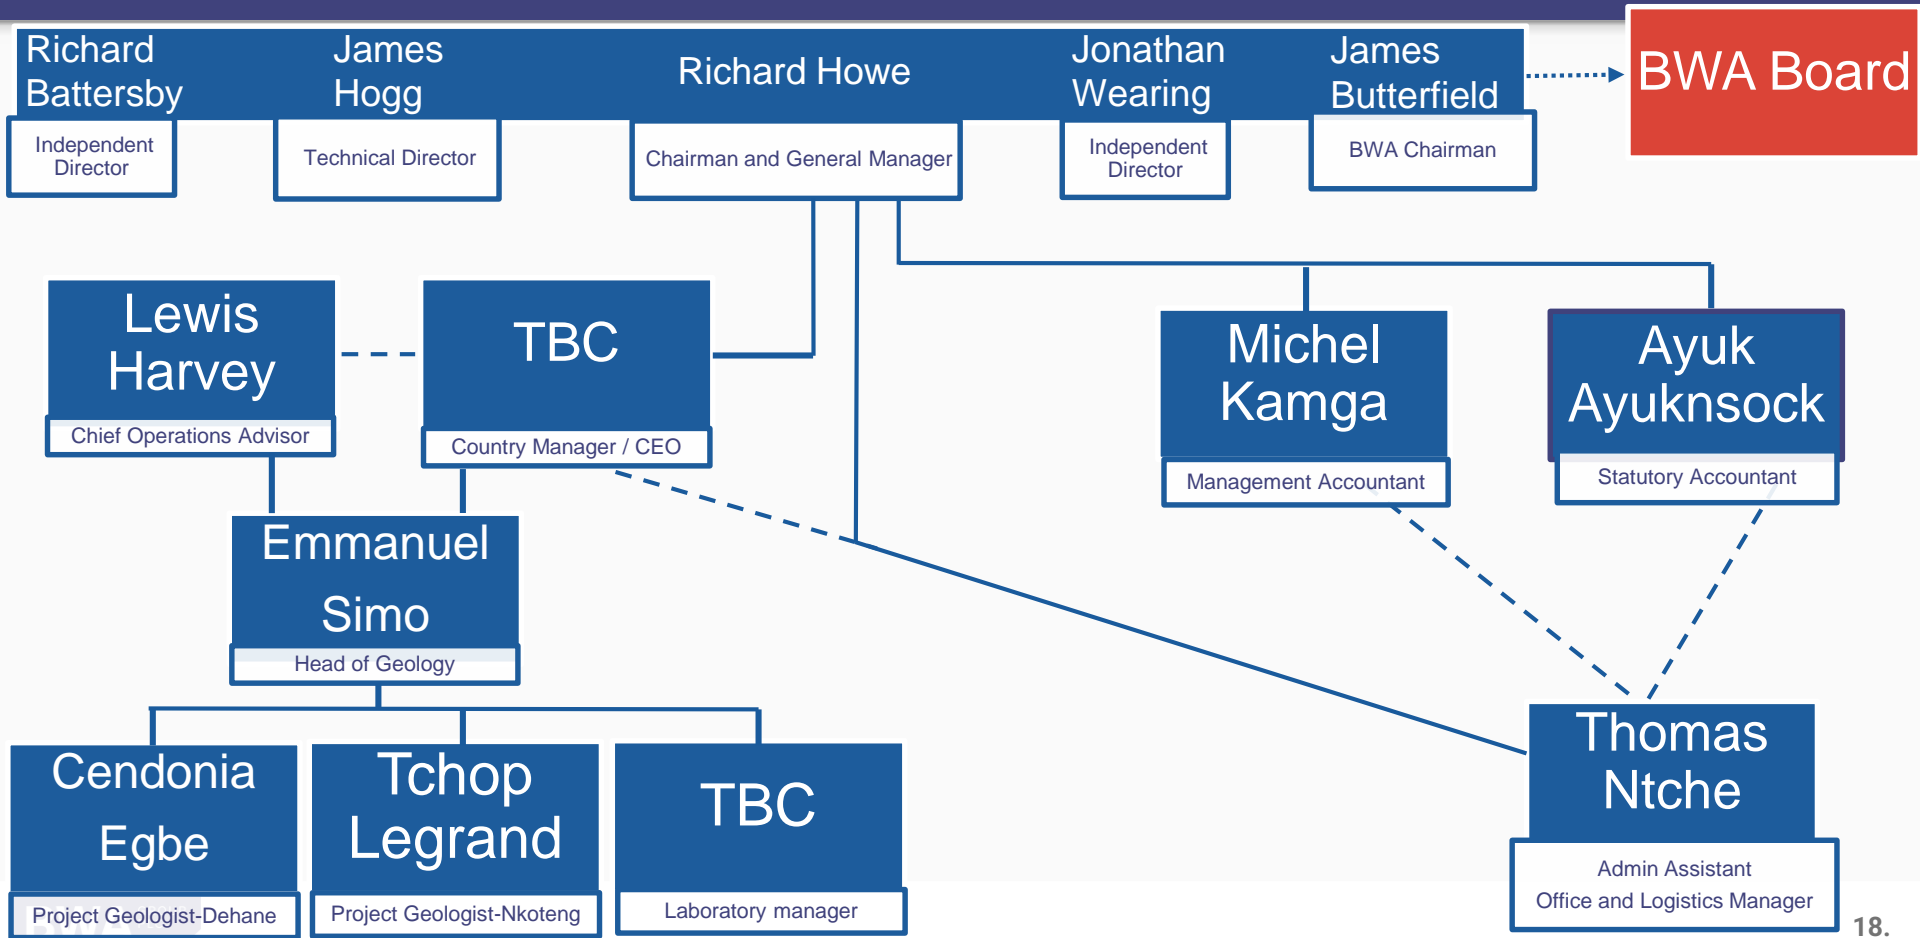 Richard
Battersby
James
Hogg
Richard Howe
Jonathan
Wearing
James
Butterfield
BWA Board
Independent
Director
Technical Director
Chairman and General Manager
Independent
Director
BWA Chairman
Lewis
Harvey
Chief Operations Advisor
TBC
Country Manager / CEO
Michel
Kamga
Management Accountant
Ayuk
Ayuknsock
Statutory Accountant
Emmanuel
Simo
Head of Geology
Cendonia
Egbe
Project Geologist-Dehane
Tchop
Legrand
Project Geologist-Nkoteng
TBC
Laboratory manager
Thomas
Ntche
Admin Assistant
Office and Logistics Manager
BWA
18.